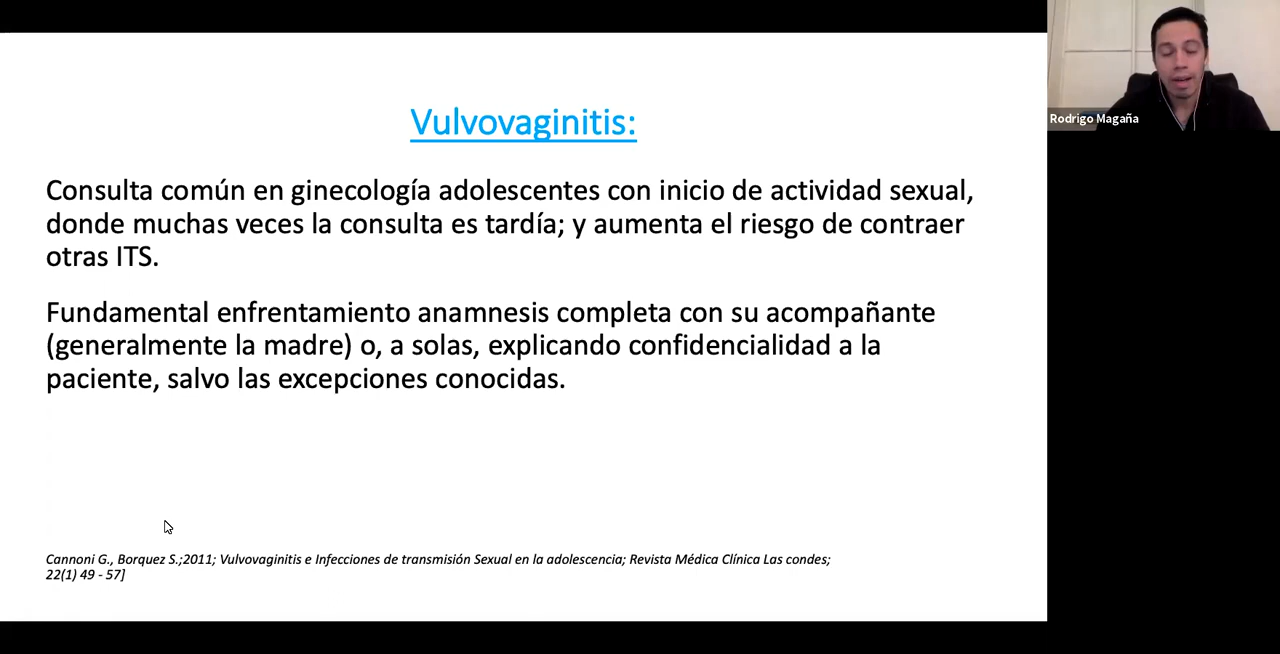 Vulvovaginitis:
Consulta común en ginecología adolescentes con inicio de actividad sexual,
donde muchas veces la consulta es tardía; y aumenta el riesgo de contraer
otras ITS.
Fundamental enfrentamiento anamnesis completa con su acompañante
(generalmente la madre) o, a solas, explicando confidencialidad a la
paciente, salvo las excepciones conocidas.
Cannoni G., Borquez S.;2011; Vulvovaginitis e Infecciones de transmisión Sexual en la adolescencia; Revista Médica Clínica Las condes;
22(1) 49 - 57]
Rodrigo Magaña